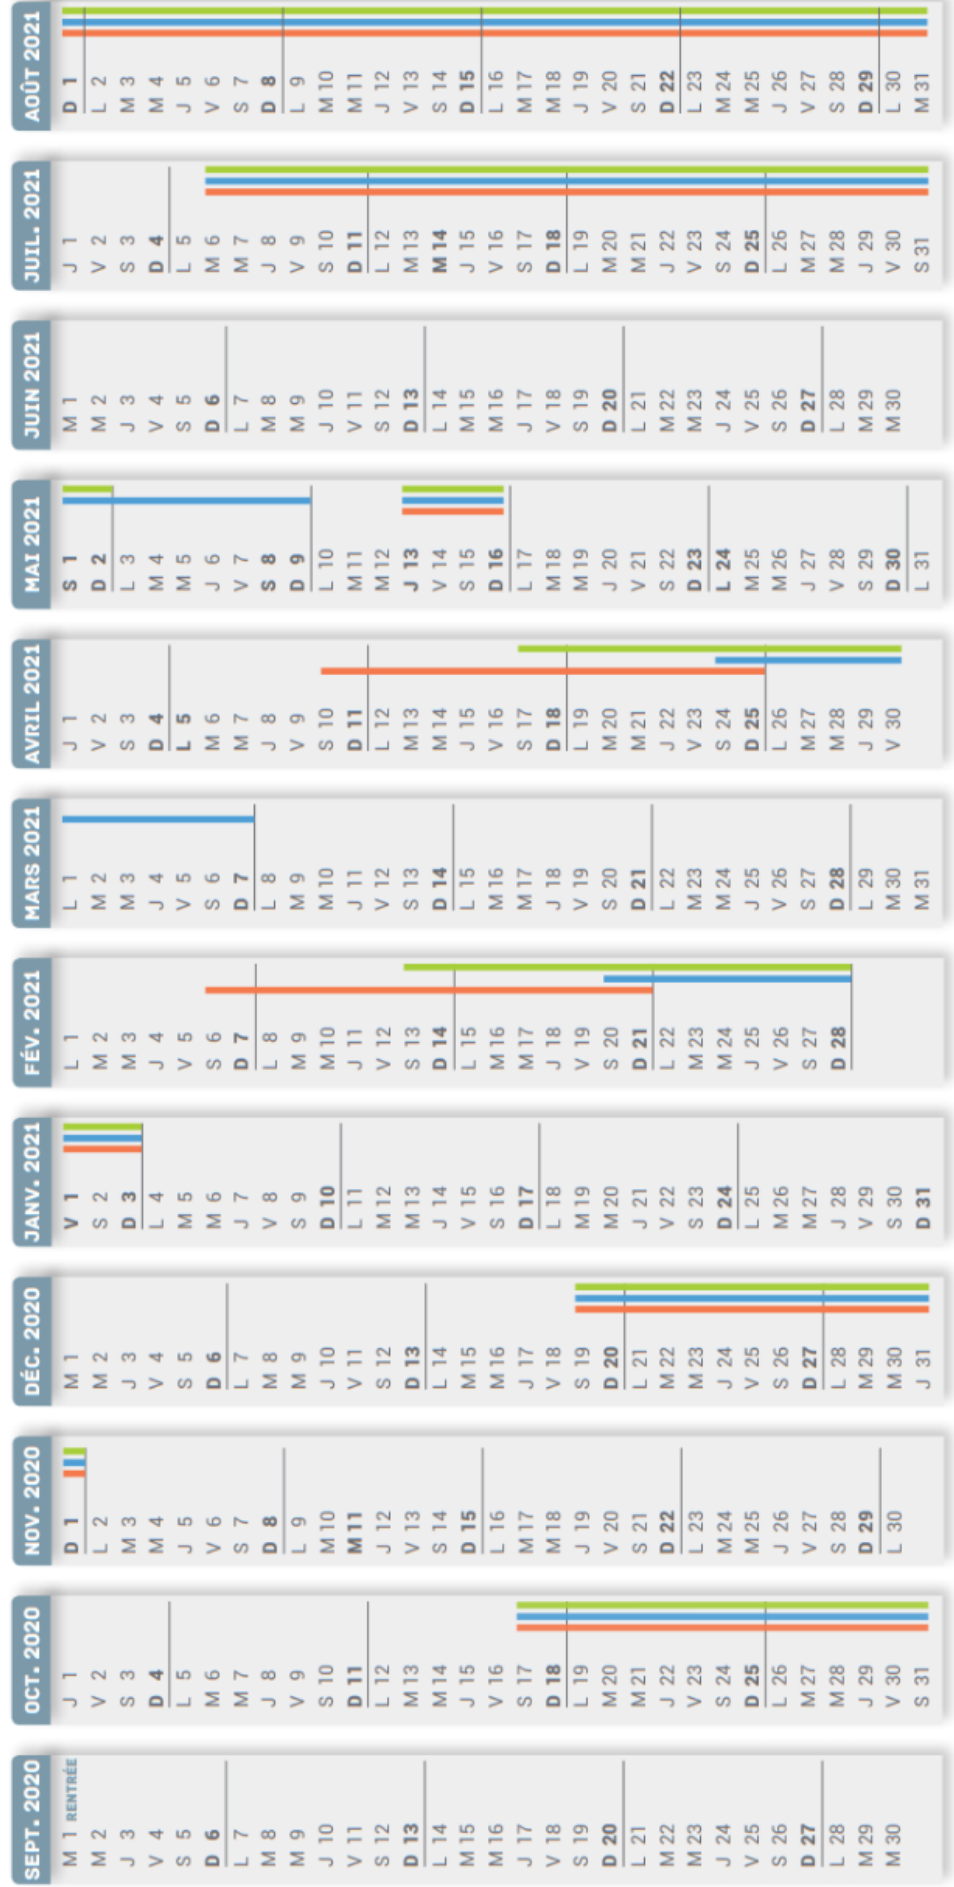 SEPT. 2020
M 1 RENTRÉE
M 2
J 3
V 4
S 5
D 6
L 7
M 8
M 9
J 10
V 11
S 12
D 13
L 14
M 15
M 16
J 17
V 18
S 19
D 20
L 21
M 22
M 23
J 24
V 25
S 26
D 27
L 28
M 29
M 30
OCT. 2020
J 1
V 2
S 3
D 4
L 5
M 6
M 7
J 8
V 9
S 10
D 11
L 12
M 13
M 14
J 15
V 16
S 17
D 18
L 19
M 20
M 21
J 22
V 23
S 24
D 25
L 26
M 27
M 28
J 29
V 30
S 31
NOV. 2020
D 1
L 2
M 3
M 4
J 5
V 6
S 7
D 8
L 9
M 10
M 11
J 12
V 13
S 14
D 15
L 16
M 17
M 18
J 19
V 20
S 21
D 22
L 23
M 24
M 25
J 26
V 27
S 28
D 29
L 30
DÉC. 2020
M 1
M 2
J 3
V 4
S 5
D 6
L 7
M 8
M 9
J 10
V 11
S 12
D 13
L 14
M 15
M 16
J 17
V 18
S 19
D 20
L 21
M 22
M 23
J 24
V 25
S 26
D 27
L 28
M 29
M 30
J 31
JANV. 2021
V 1
S 2
D 3
L 4
M 5
M 6
J 7
V 8
S 9
D 10
L 11
M 12
M 13
J 14
V 15
S 16
D 17
L 18
M 19
M 20
J 21
V 22
S 23
D 24
L 25
M 26
M 27
J 28
V 29
S 30
D 31
FÉV. 2021
L 1
M 2
M 3
J 4
V 5
S 6
D 7
L 8
M 9
M 10
J 11
V 12
S 13
D 14
L 15
M 16
M 17
J 18
V 19
S 20
D 21
L 22
M 23
M 24
J 25
V 26
S 27
D 28
MARS 2021
L 1
M 2
M 3
J 4
V 5
S 6
D 7
L 8
M 9
M 10
J 11
V 12
S 13
D 14
L 15
M 16
M 17
J 18
V 19
S 20
D 21
L 22
M 23
M 24
J 25
V 26
S 27
D 28
L 29
M 30
M 31
AVRIL 2021
J 1
V 2
S 3
D 4
L 5
M 6
M 7
J 8
V 9
S 10
D 11
L 12
M 13
M 14
J 15
V 16
S 17
D 18
L 19
M 20
M 21
J 22
V 23
S 24
D 25
L 26
M 27
M 28
J 29
V 30
MAI 2021
S 1
D 2
L 3
M 4
M 5
J 6
V 7
S 8
D 9
L 10
M 11
M 12
J 13
V 14
S 15
D 16
L 17
M 18
M 19
J 20
V 21
S 22
D 23
L 24
M 25
M 26
J 27
V 28
S 29
D 30
L 31
JUIN 2021
M 1
M 2
J 3
V 4
S 5
D 6
L 7
M 8
M 9
J 10
V 11
S 12
D 13
L 14
M 15
M 16
J 17
V 18
S 19
D 20
L 21
M 22
M 23
J 24
V 25
S 26
D 27
L 28
M 29
M 30
JUIL. 2021
J 1
V 2
S 3
D 4
L 5
M 6
M 7
J 8
V 9
S 10
D 11
L 12
M 13
M 14
J 15
V 16
S 17
D 18
L 19
M 20
M 21
J 22
V 23
S 24
D 25
L 26
M 27
M 28
J 29
V 30
S 31
AOÛT 2021
D 1
L 2
M 3
M 4
J 5
V 6
S 7
D 8
L 9
M 10
M 11
J 12
V 13
S 14
D 15
L 16
M 17
M 18
J 19
V 20
S 21
D 22
L 23
M 24
M 25
J 26
V 27
S 28
D 29
L 30
M 31